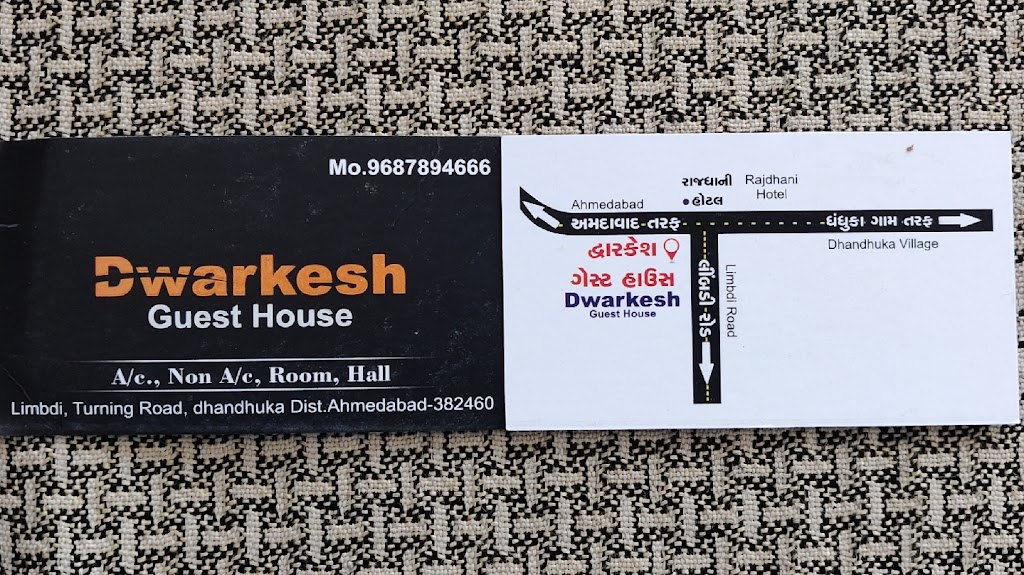 Mo.9687894666
Dwarkesh
Guest House
A/c., Non A/c, Room, Hall
Limbdi, Turning Road, dhandhuka Dist.Ahmedabad-382460
રાજધાની
હોટલ
Rajdhani
Hotel
Ahmedabad
અમદાવાદ-તરફ
ધંધુકા ગામ તરફ
Dhandhuka Village
દ્વારકેશ
ગેસ્ટ હાઉસ
Dwarkesh
Guest House
લીંબડી-રોડ
Limbdi Road